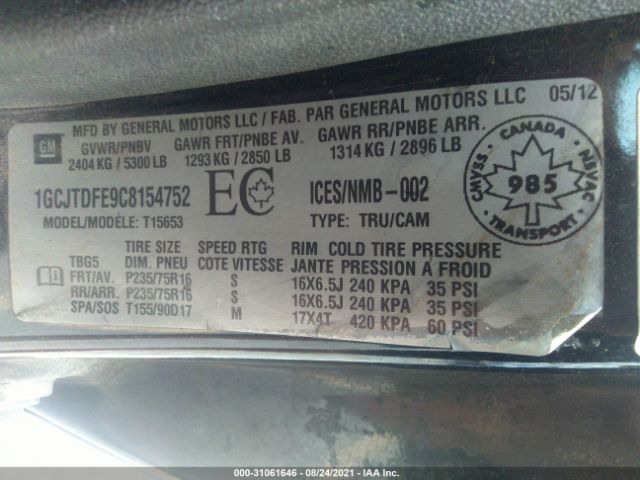 MFD BY GENERAL MOTORS LLC / FAB. PAR GENERAL MOTORS LLC 05/12
GM
GVWR/PNBV GAWR FRT/PNBE AV. GAWR RR/PNBE ARR.
2404 KG / 5300 LB 1293 KG / 2850 LB 1314 KG / 2896 LB
1GCJTDFE9C8154752 EC ICES/NMB-002
MODEL/MODÈLE: T15653 TYPE: TRU/CAM
CANADA
CMVSS 985 NSVAC
TRANSPORT
TIRE SIZE SPEED RTG RIM COLD TIRE PRESSURE
TBG5 DIM. PNEU COTE VITESSE JANTE PRESSION A FROID
FRT/AV. P235/75R16 S 16X6.5J 240 KPA 35 PSI
RR/ARR. P235/75R16 S 16X6.5J 240 KPA 35 PSI
SPA/SOS T155/90D17 M 17X4T 420 KPA 60 PSI
000-31061646 - 08/24/2021 - IAA Inc.